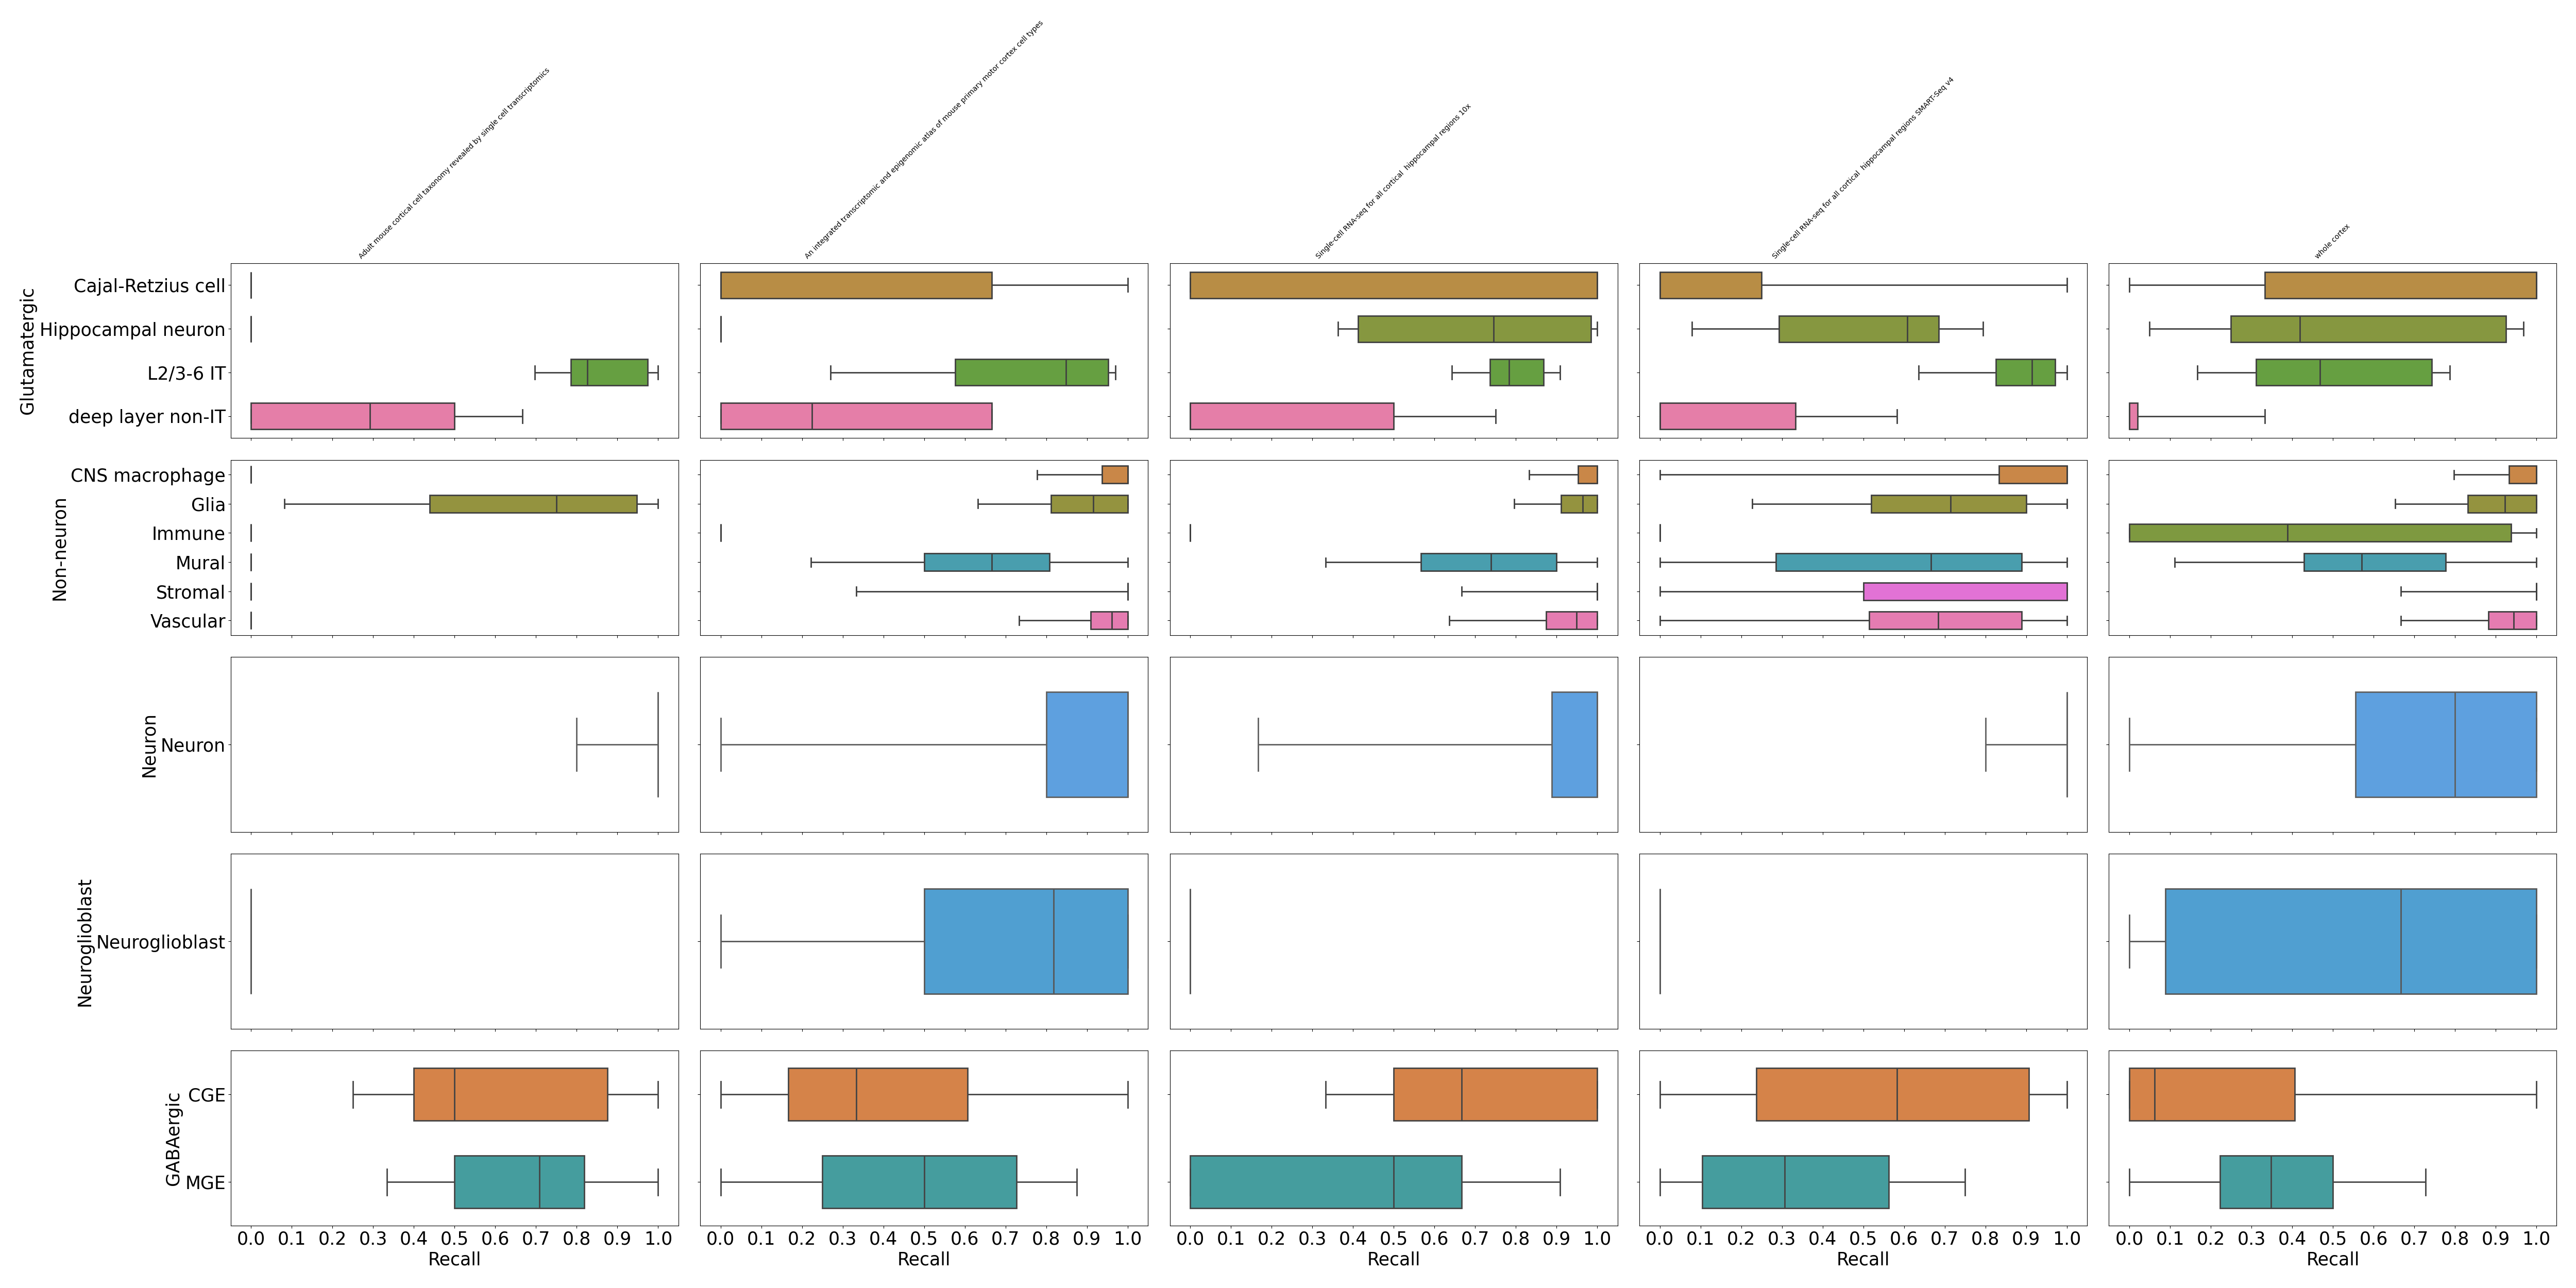 Adult mouse cortical cell taxonomy revealed by single cell transcriptomics
An integrated transcriptomic and epigenomic atlas of mouse primary motor cortex cell types
Single-cell RNA-seq for all cortical  hippocampal regions 10x
Single-cell RNA-seq for all cortical  hippocampal regions SMART-Seq v4
whole cortex
Glutamatergic
Cajal-Retzius cell
Hippocampal neuron
L2/3-6 IT
deep layer non-IT
Non-neuron
CNS macrophage
Glia
Immune
Mural
Stromal
Vascular
Neuron
Neuron
Neuroglioblast
Neuroglioblast
GABAergic
CGE
MGE
0.0 0.1 0.2 0.3 0.4 0.5 0.6 0.7 0.8 0.9 1.0 0.0 0.1 0.2 0.3 0.4 0.5 0.6 0.7 0.8 0.9 1.0 0.0 0.1 0.2 0.3 0.4 0.5 0.6 0.7 0.8 0.9 1.0 0.0 0.1 0.2 0.3 0.4 0.5 0.6 0.7 0.8 0.9 1.0 0.0 0.1 0.2 0.3 0.4 0.5 0.6 0.7 0.8 0.9 1.0
Recall Recall Recall Recall Recall